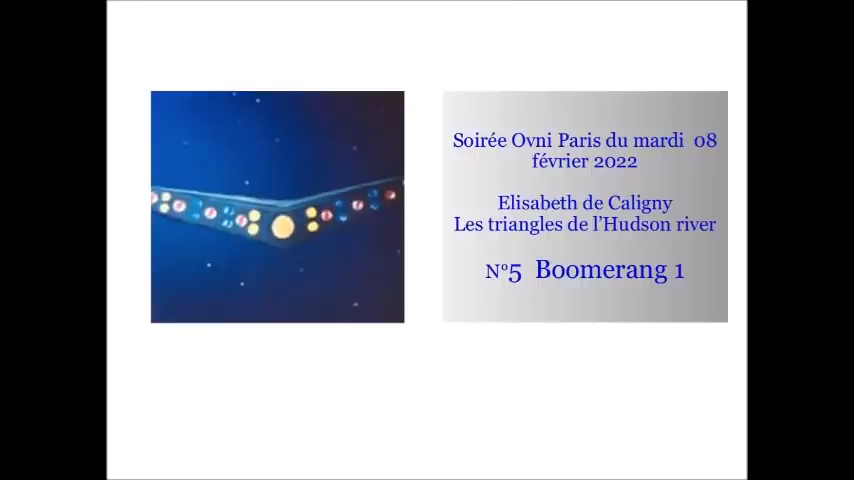 Soirée Ovni Paris du mardi  08
février 2022
Elisabeth de Caligny
Les triangles de l’Hudson river
N°5  Boomerang 1